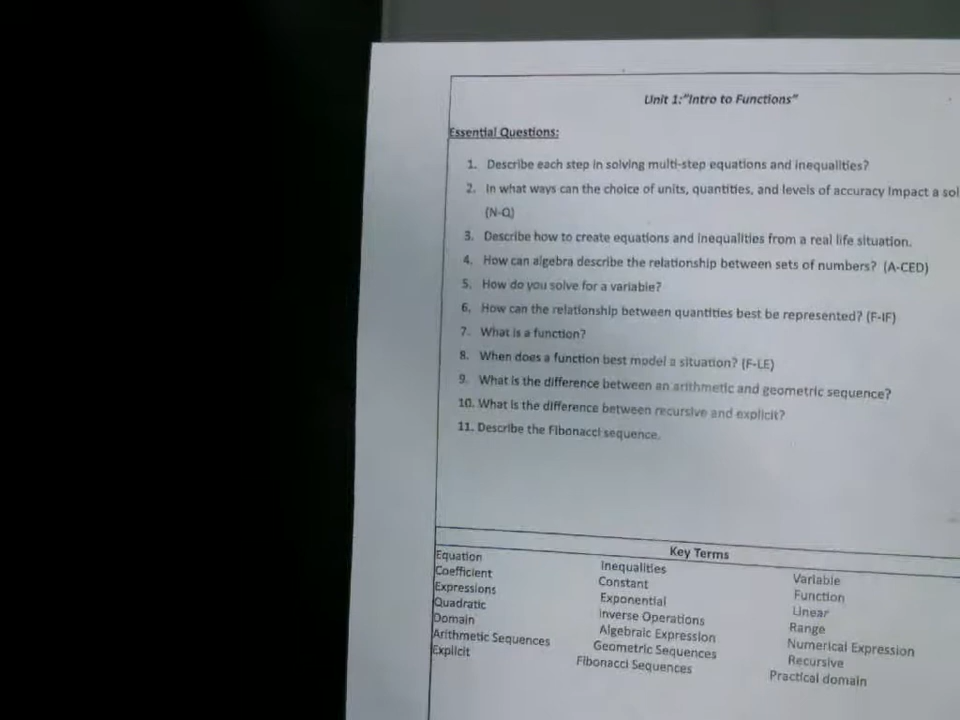 Unit 1:"Intro to Functions"
Essential Questions:
1. Describe each step in solving multi-step equations and inequalities?
2. In what ways can the choice of units, quantities, and levels of accuracy impact a sol
(N-Q)
3. Describe how to create equations and inequalities from a real life situation.
4. How can algebra describe the relationship between sets of numbers? (A-CED)
5. How do you solve for a variable?
6. How can the relationship between quantities best be represented? (F-IF)
7. What is a function?
8. When does a function best model a situation? (F-LE)
9. What is the difference between an arithmetic and geometric sequence?
10. What is the difference between recursive and explicit?
11. Describe the Fibonacci sequence.
Key Terms
Equation Inequalities Variable
Coefficient Constant Function
Expressions Exponential Linear
Quadratic Inverse Operations Range
Domain Algebraic Expression Numerical Expression
Arithmetic Sequences Geometric Sequences Recursive
Explicit Fibonacci Sequences Practical domain